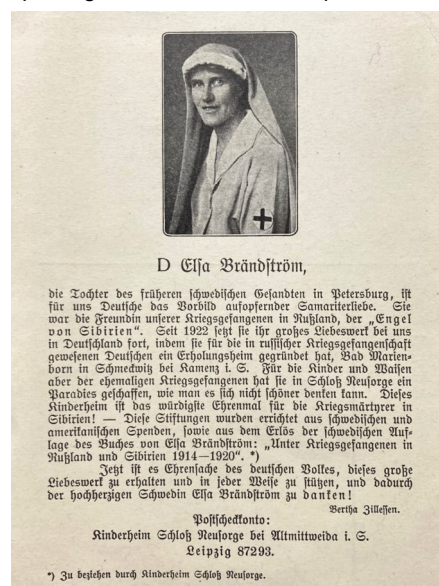 D Elsa Brändström,
die Tochter des früheren schwedischen Gesandten in Petersburg, ist
für uns Deutsche das Vorbild aufopfernder Samariterliebe. Sie
war die Freundin unserer Kriegsgefangenen in Rußland, der „Engel
von Sibirien“. Seit 1922 setzt sie ihr großes Liebeswerk bei uns
in Deutschland fort, indem sie für die in russischer Kriegsgefangenschaft
gewesenen Deutschen ein Erholungsheim gegründet hat, Bad Marien-
born in Schmeckwitz bei Kamenz i. S. Für die Kinder und Waisen
aber der ehemaligen Kriegsgefangenen hat sie in Schloß Neusorge ein
Paradies geschaffen, wie man es sich nicht schöner denken kann. Dieses
Kinderheim ist das würdigste Ehrenmal für die Kriegsmärtyrer in
Sibirien! — Diese Stiftungen wurden errichtet aus schwedischen und
amerikanischen Spenden, sowie aus dem Erlös der schwedischen Auf-
lage des Buches von Elsa Brändström: „Unter Kriegsgefangenen in
Rußland und Sibirien 1914—1920“. *)
Jetzt ist es Ehrensache des deutschen Volkes, dieses große
Liebeswerk zu erhalten und in jeder Weise zu stützen, und dadurch
der hochherzigen Schwedin Elsa Brändström zu danken!
Bertha Zillessen.
Postscheckkonto:
Kinderheim Schloß Neusorge bei Altmittweida i. S.
Leipzig 87293.
*) Zu beziehen durch Kinderheim Schloß Neusorge.